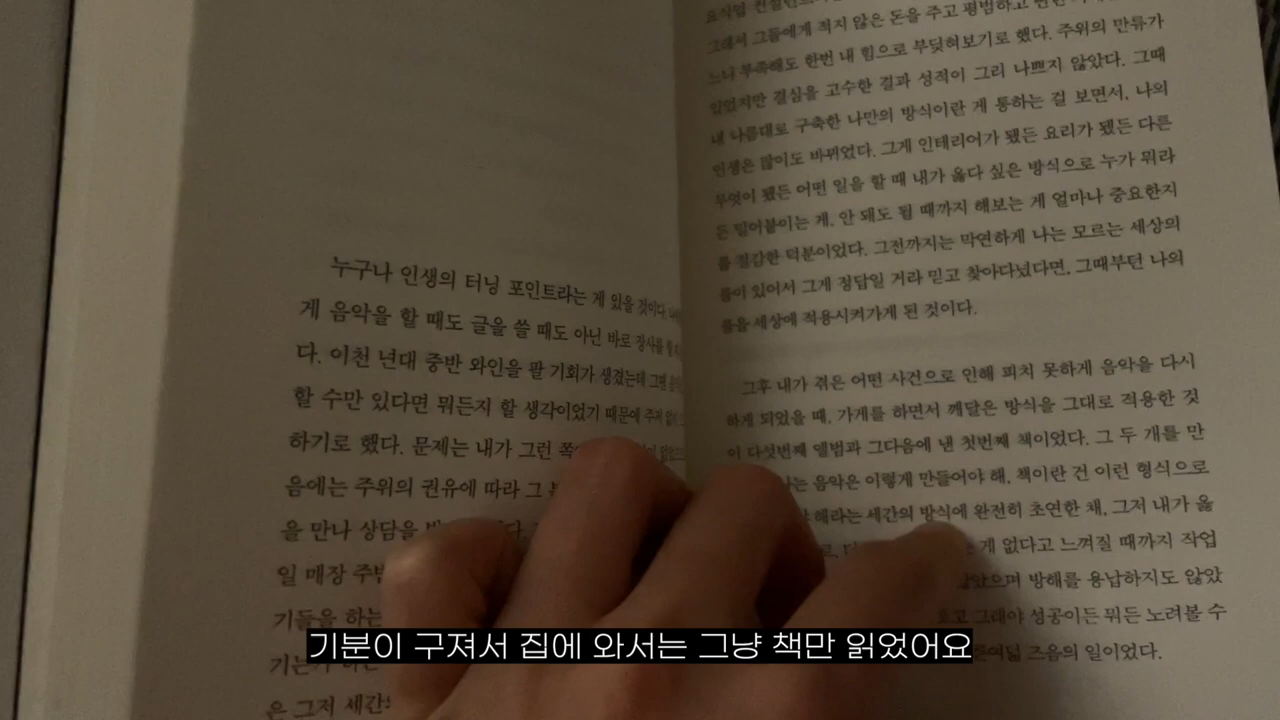 누구나 인생의 터닝 포인트라는 게 있을 것이다.
게 음악을 할 때도 글을 쓸 때도 아닌 바로 장사를
다. 이천 년대 중반 와인을 팔 기회가 생겼는데 그땐
할 수만 있다면 뭐든지 할 생각이었기 때문에
하기로 했다. 문제는 내가 그런
음에는 주위의 권유에 따라 그
을 만나 상담을
일 매장
기들을 하는
은 그저
그래서 그들에게 적지 않은 돈을 주고 평범하고
느니 부족해도 한번 내 힘으로 부딪혀보기로 했다. 주위의 만류가
있었지만 결심을 고수한 결과 성적이 그리 나쁘지 않았다. 그때
내 나름대로 구축한 나만의 방식이란 게 통하는 걸 보면서, 나의
인생은 많이도 바뀌었다. 그게 인테리어가 됐든 요리가 됐든 다른
무엇이 됐든 어떤 일을 할 때 내가 옳다 싶은 방식으로 누가 뭐라
든 밀어붙이는 게, 안 돼도 될 때까지 해보는 게 얼마나 중요한지
를 절감한 덕분이었다. 그전까지는 막연하게 나는 모르는 세상의
룰이 있어서 그게 정답일 거라 믿고 찾아다녔다면, 그때부턴 나의
룰을 세상에 적용시켜가게 된 것이다.
그후 내가 겪은 어떤 사건으로 인해 피치 못하게 음악을 다시
하게 되었을 때, 가게를 하면서 깨달은 방식을 그대로 적용한 것
이 다섯번째 앨범과 그다음에 낸 첫번째 책이었다. 그 두 개를 만
음악은 이렇게 만들어야 해, 책이란 건 이런 형식으로
해라는 세간의 방식에 완전히 초연한 채, 그저 내가 옳
게 없다고 느껴질 때까지 작업
않았으며 방해를 용납하지도 않았
그래야 성공이든 뭐든 노려볼 수
즈음의 일이었다.
기분이 구져서 집에 와서는 그냥 책만 읽었어요